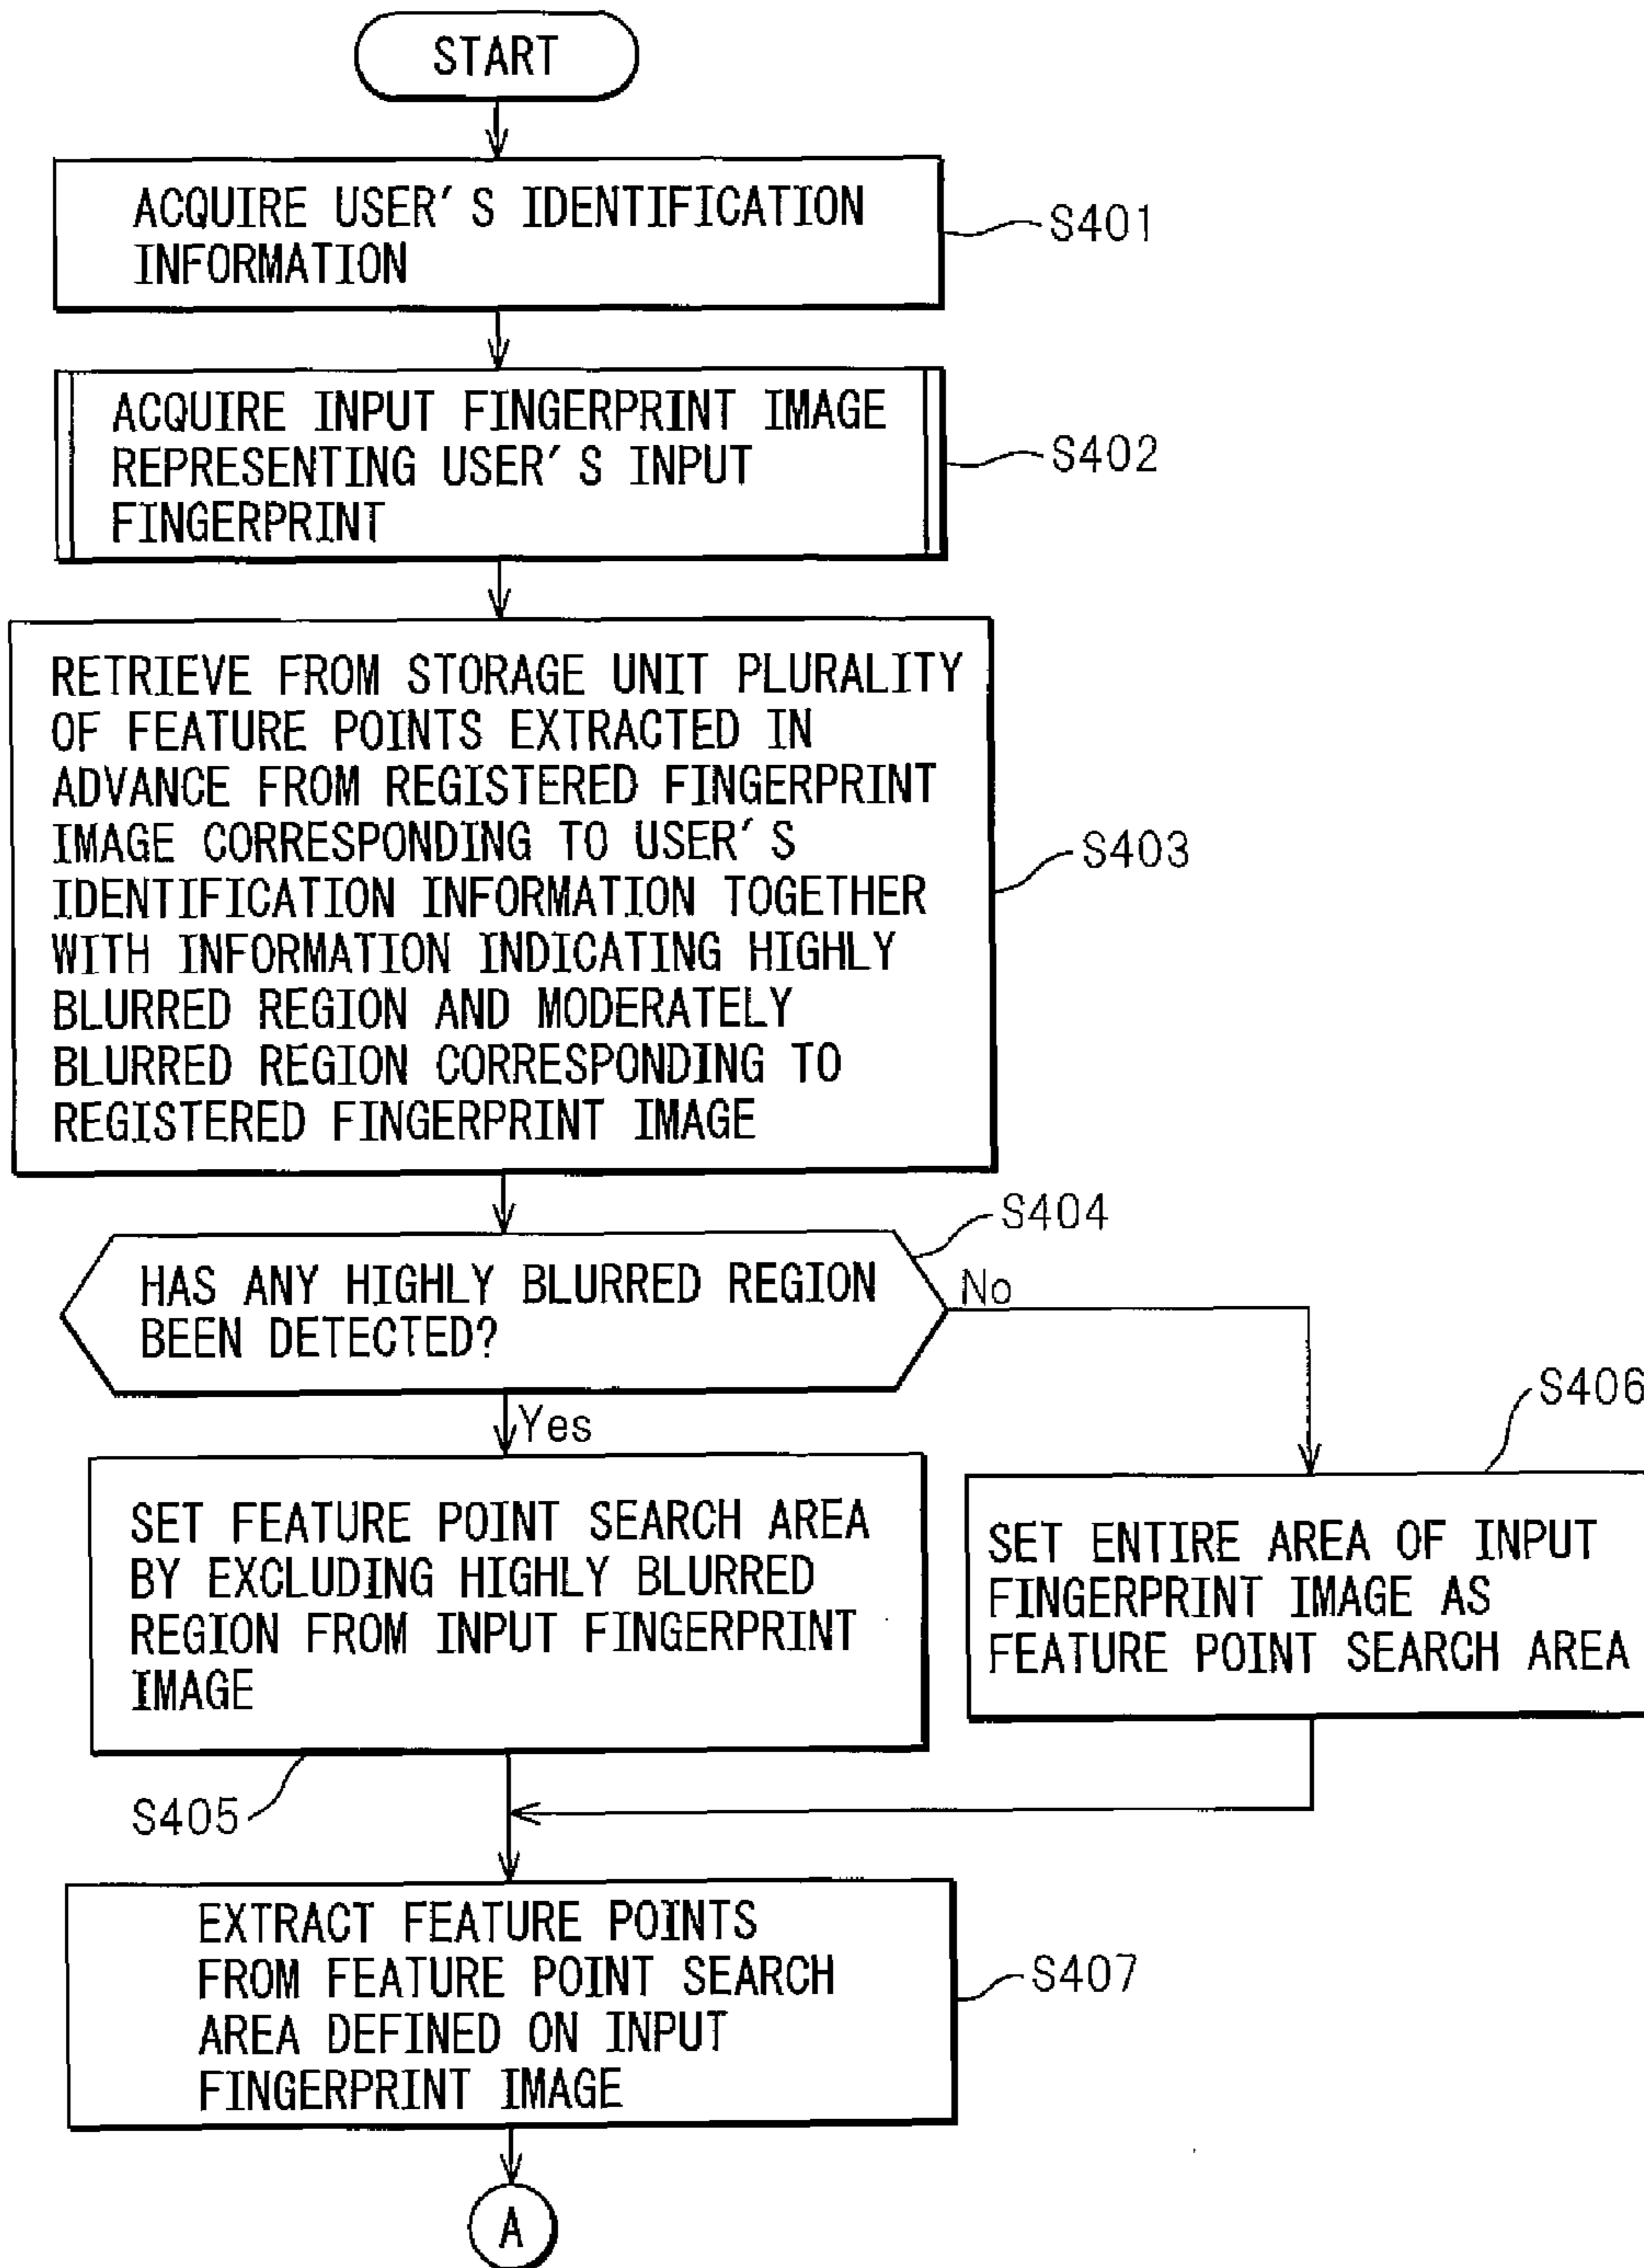 START
ACQUIRE USER'S IDENTIFICATION
INFORMATION
S401
ACQUIRE INPUT FINGERPRINT IMAGE
REPRESENTING USER'S INPUT
FINGERPRINT
S402
RETRIEVE FROM STORAGE UNIT PLURALITY
OF FEATURE POINTS EXTRACTED IN
ADVANCE FROM REGISTERED FINGERPRINT
IMAGE CORRESPONDING TO USER'S
IDENTIFICATION INFORMATION TOGETHER
WITH INFORMATION INDICATING HIGHLY
BLURRED REGION AND MODERATELY
BLURRED REGION CORRESPONDING TO
REGISTERED FINGERPRINT IMAGE
S403
S404
HAS ANY HIGHLY BLURRED REGION
BEEN DETECTED?
No
Yes
SET FEATURE POINT SEARCH AREA
BY EXCLUDING HIGHLY BLURRED
REGION FROM INPUT FINGERPRINT
IMAGE
S405
S406
SET ENTIRE AREA OF INPUT
FINGERPRINT IMAGE AS
FEATURE POINT SEARCH AREA
EXTRACT FEATURE POINTS
FROM FEATURE POINT SEARCH
AREA DEFINED ON INPUT
FINGERPRINT IMAGE
S407
A